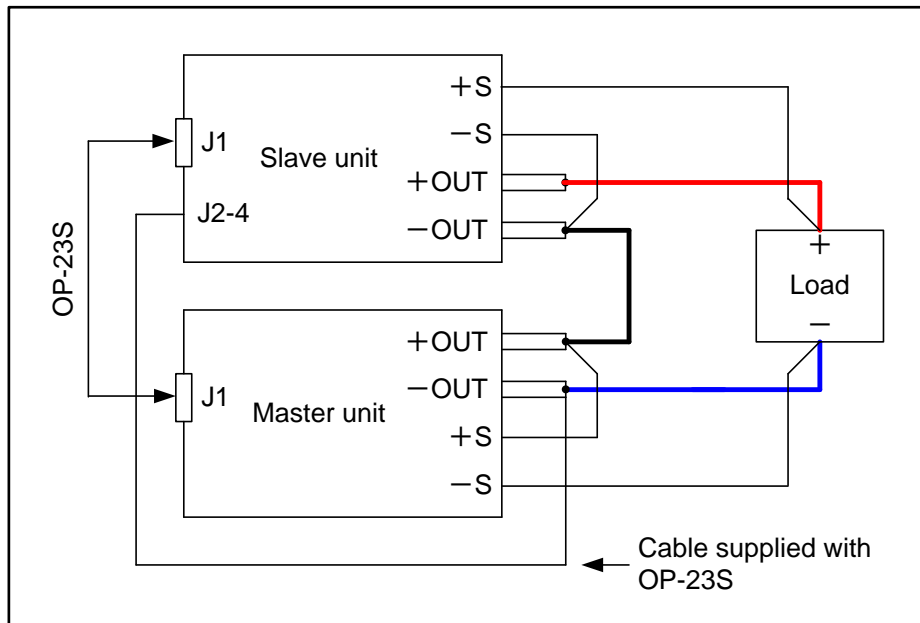 +S
J1
−S
Slave unit
+OUT
J2-4
−OUT
OP-23S
+
Load
−
+OUT
J1
−OUT
Master unit
+S
−S
Cable supplied with
OP-23S